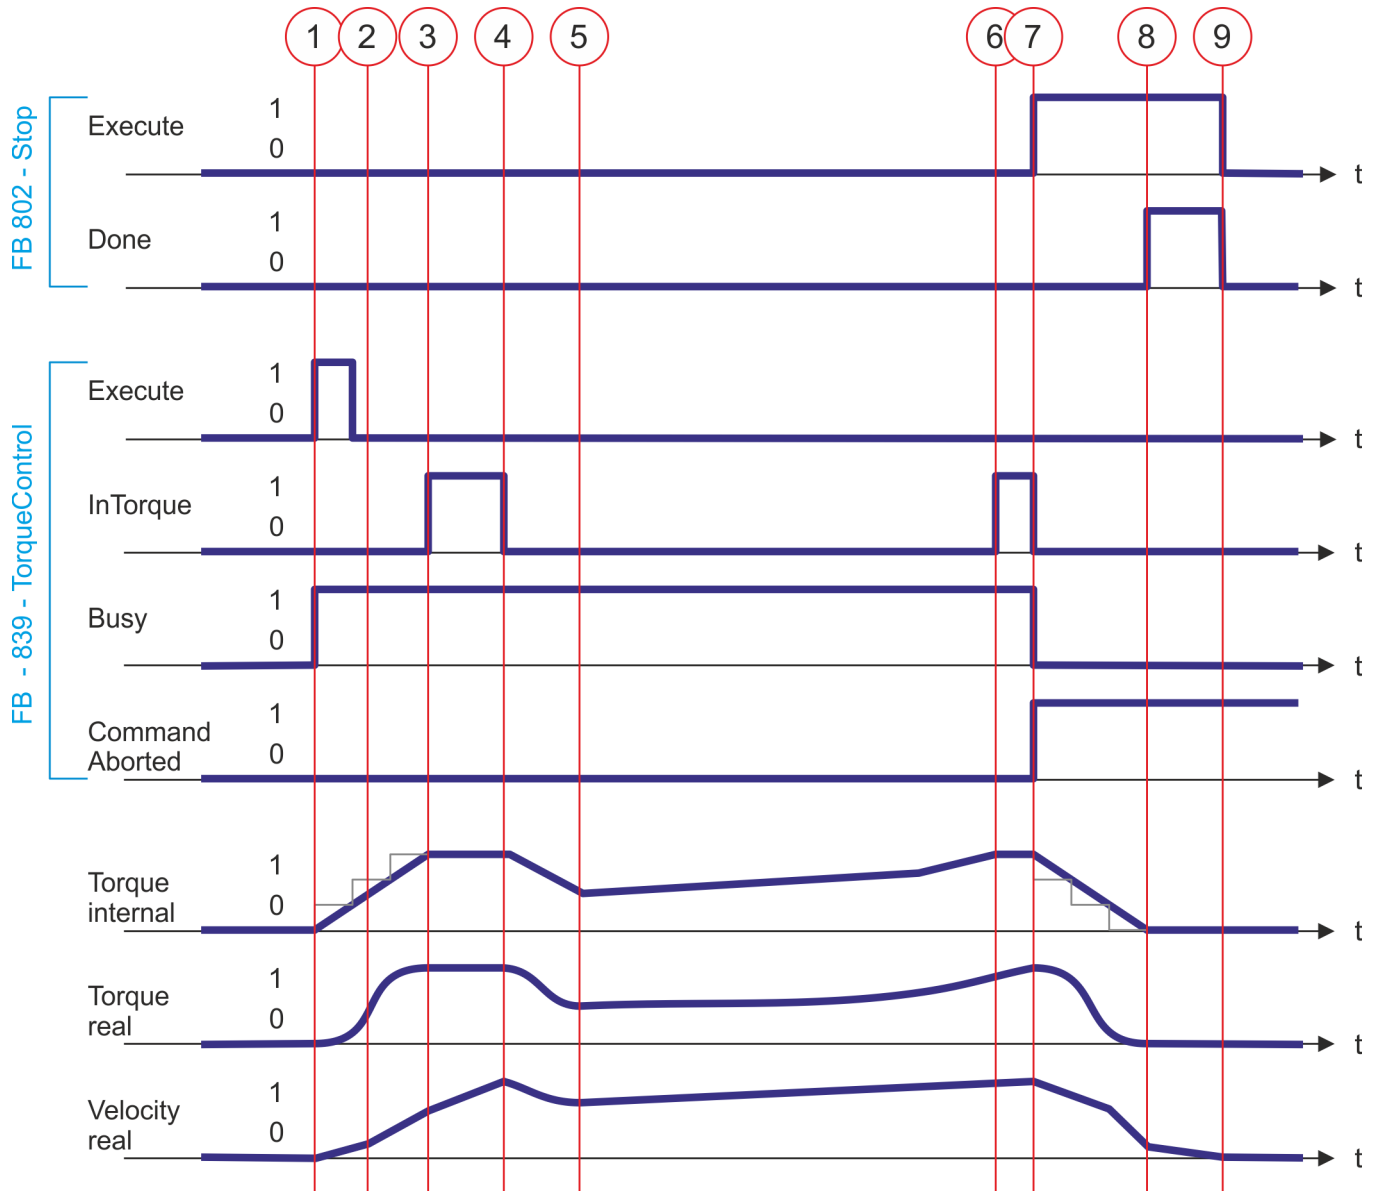 1 2 3 4 5 6 7 8 9
FB 802 - Stop
Execute
1
0
t
Done
1
0
t
FB - 839 - TorqueControl
Execute
1
0
t
InTorque
1
0
t
Busy
1
0
t
Command
Aborted
1
0
t
Torque
internal
1
0
t
Torque
real
1
0
t
Velocity
real
1
0
t